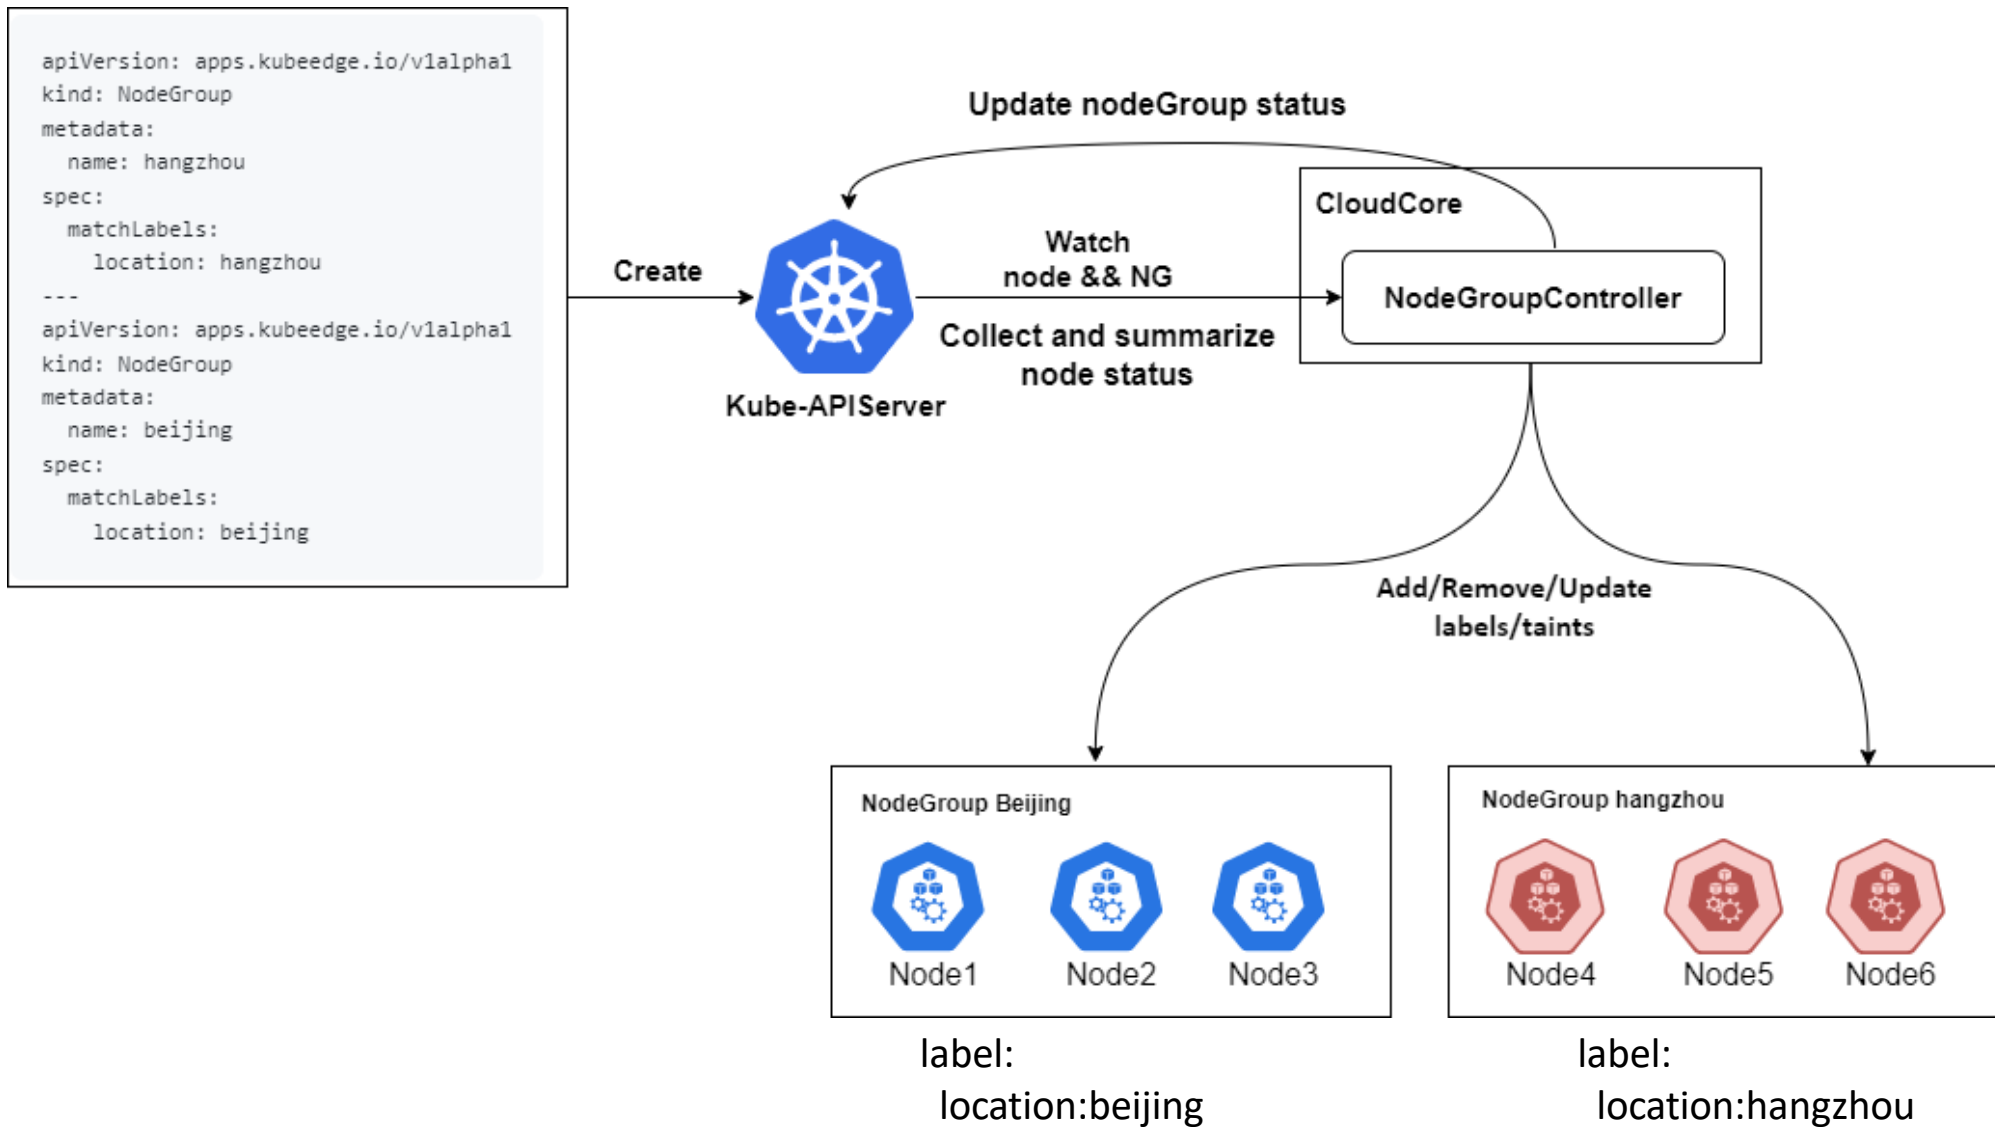 apiVersion: apps.kubeedge.io/v1alpha1
kind: NodeGroup
metadata:
  name: hangzhou
spec:
  matchLabels:
    location: hangzhou
---
apiVersion: apps.kubeedge.io/v1alpha1
kind: NodeGroup
metadata:
  name: beijing
spec:
  matchLabels:
    location: beijing
Create
Kube-APIServer
Update nodeGroup status
Watch
node && NG
Collect and summarize
node status
CloudCore
NodeGroupController
Add/Remove/Update
labels/taints
NodeGroup Beijing
Node1
Node2
Node3
label:
location:beijing
NodeGroup hangzhou
Node4
Node5
Node6
label:
location:hangzhou